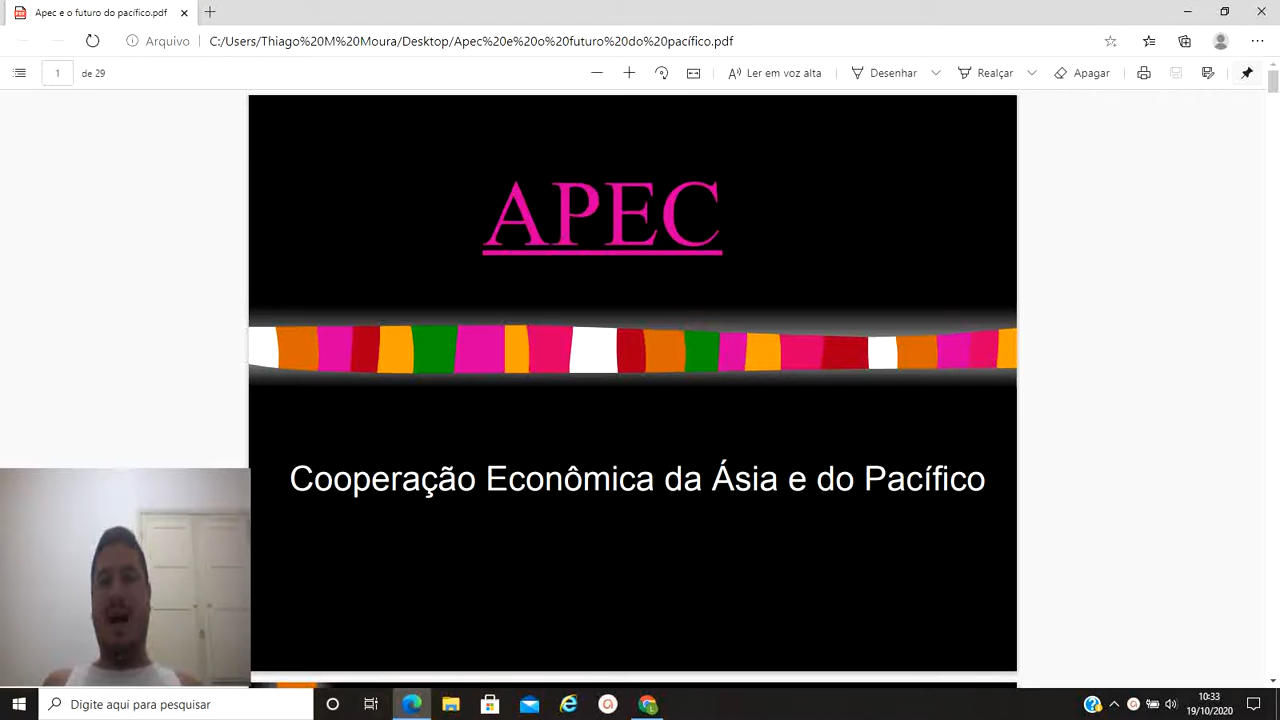 Apec e o futuro do pacífico.pdf
Arquivo
C:/Users/Thiago%20M%20Moura/Desktop/Apec%20e%20o%20futuro%20do%20pacífico.pdf
1 de 29
Ler em voz alta
Desenhar
Realçar
Apagar
APEC
Cooperação Econômica da Ásia e do Pacífico
Digite aqui para pesquisar
10:33
19/10/2020